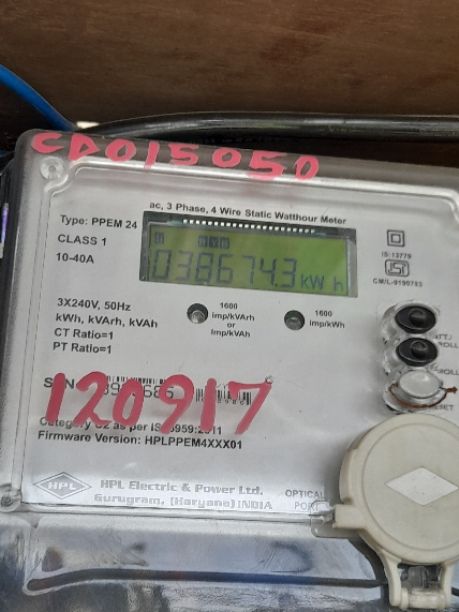 CD015050
ac, 3 Phase, 4 Wire Static Watthour Meter
Type: PPEM 24
CLASS 1
10-40A
038674.3 kW h
IS:13779
CM/L-9190783
3X240V, 50Hz
kWh, kVArh, kVAh
CT Ratio=1
PT Ratio=1
1600
imp/kVArh
or
imp/kVAh
1600
imp/kWh
120917
Category C2 as per IS 15959:2011
Firmware Version: HPLPPEM4XXX01
HPL
HPL Electric & Power Ltd.
Gurugram, (Haryana) INDIA
OPTICAL
PORT